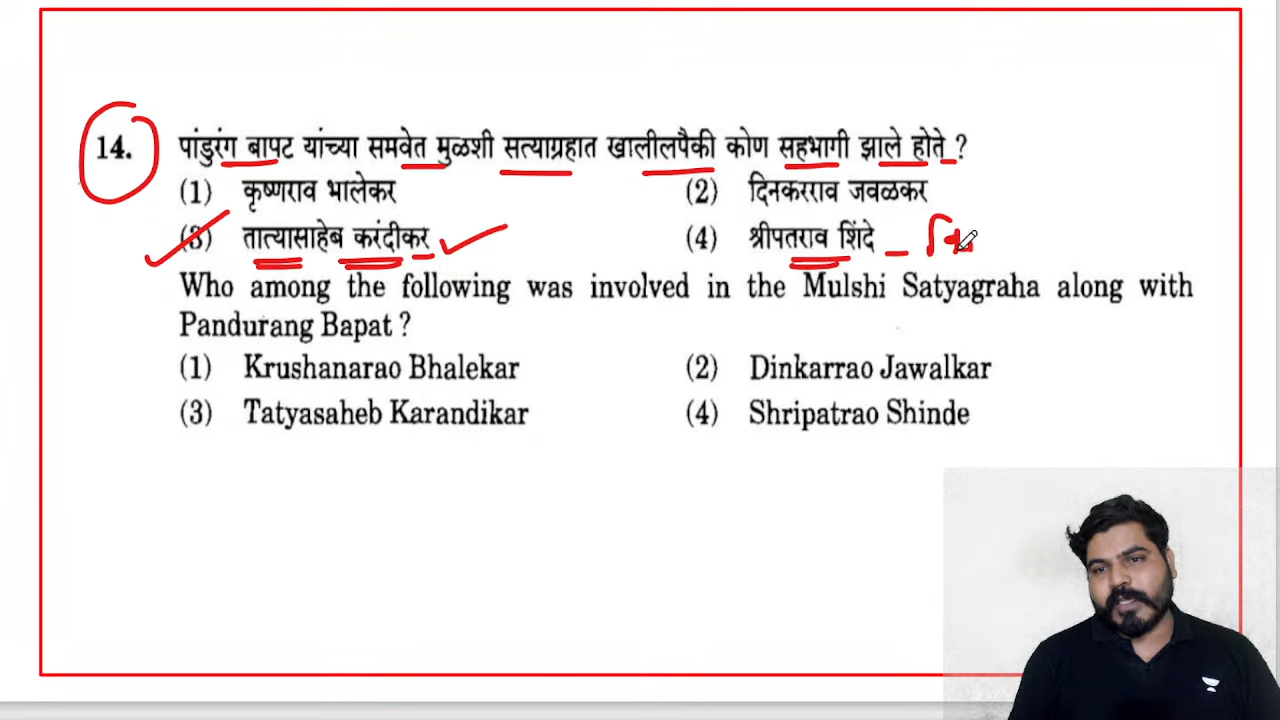 14. पांडुरंग बापट यांच्या समवेत मुळशी सत्याग्रहात खालीलपैकी कोण सहभागी झाले होते ?
(1) कृष्णराव भालेकर (2) दिनकरराव जवळकर
(3) तात्यासाहेब करंदीकर (4) श्रीपतराव शिंदे
Who among the following was involved in the Mulshi Satyagraha along with
Pandurang Bapat ?
(1) Krushanarao Bhalekar (2) Dinkarrao Jawalkar
(3) Tatyasaheb Karandikar (4) Shripatrao Shinde